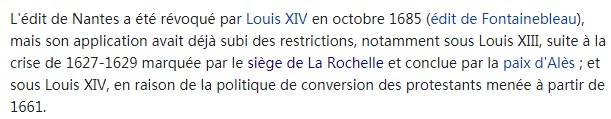 L'édit de Nantes a été révoqué par Louis XIV en octobre 1685 (édit de Fontainebleau),
mais son application avait déjà subi des restrictions, notamment sous Louis XIII, suite à la
crise de 1627-1629 marquée par le siège de La Rochelle et conclue par la paix d'Alès ; et
sous Louis XIV, en raison de la politique de conversion des protestants menée à partir de
1661.